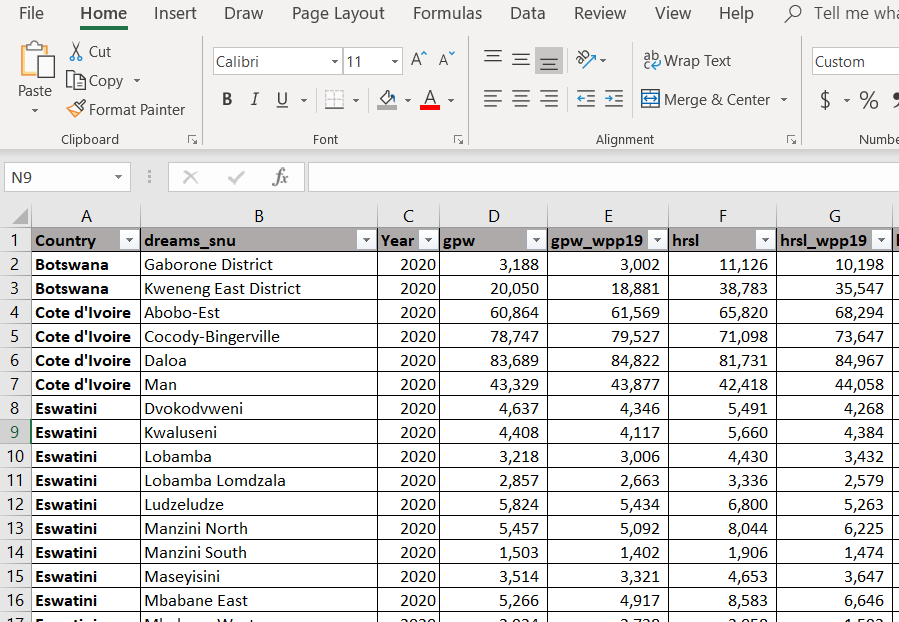 File Home Insert Draw Page Layout Formulas Data Review View Help Tell me wha
Cut
Copy
Format Painter
Paste
Calibri 11
B I U A
ab Wrap Text
Merge & Center
Custom
$ %
Clipboard Font Alignment Numbe
N9 fx
A B C D E F G
1 Country dreams_snu Year gpw gpw_wpp19 hrsl hrsl_wpp19
2 Botswana Gaborone District 2020 3,188 3,002 11,126 10,198
3 Botswana Kweneng East District 2020 20,050 18,881 38,783 35,547
4 Cote d'Ivoire Abobo-Est 2020 60,864 61,569 65,820 68,294
5 Cote d'Ivoire Cocody-Bingerville 2020 78,747 79,527 71,098 73,647
6 Cote d'Ivoire Daloa 2020 83,689 84,822 81,731 84,967
7 Cote d'Ivoire Man 2020 43,329 43,877 42,418 44,058
8 Eswatini Dvokodvweni 2020 4,637 4,346 5,491 4,268
9 Eswatini Kwaluseni 2020 4,408 4,117 5,660 4,384
10 Eswatini Lobamba 2020 3,218 3,006 4,430 3,432
11 Eswatini Lobamba Lomdzala 2020 2,857 2,663 3,336 2,579
12 Eswatini Ludzeludze 2020 5,824 5,434 6,800 5,263
13 Eswatini Manzini North 2020 5,457 5,092 8,044 6,225
14 Eswatini Manzini South 2020 1,503 1,402 1,906 1,474
15 Eswatini Maseyisini 2020 3,514 3,321 4,653 3,647
16 Eswatini Mbabane East 2020 5,266 4,917 8,583 6,646